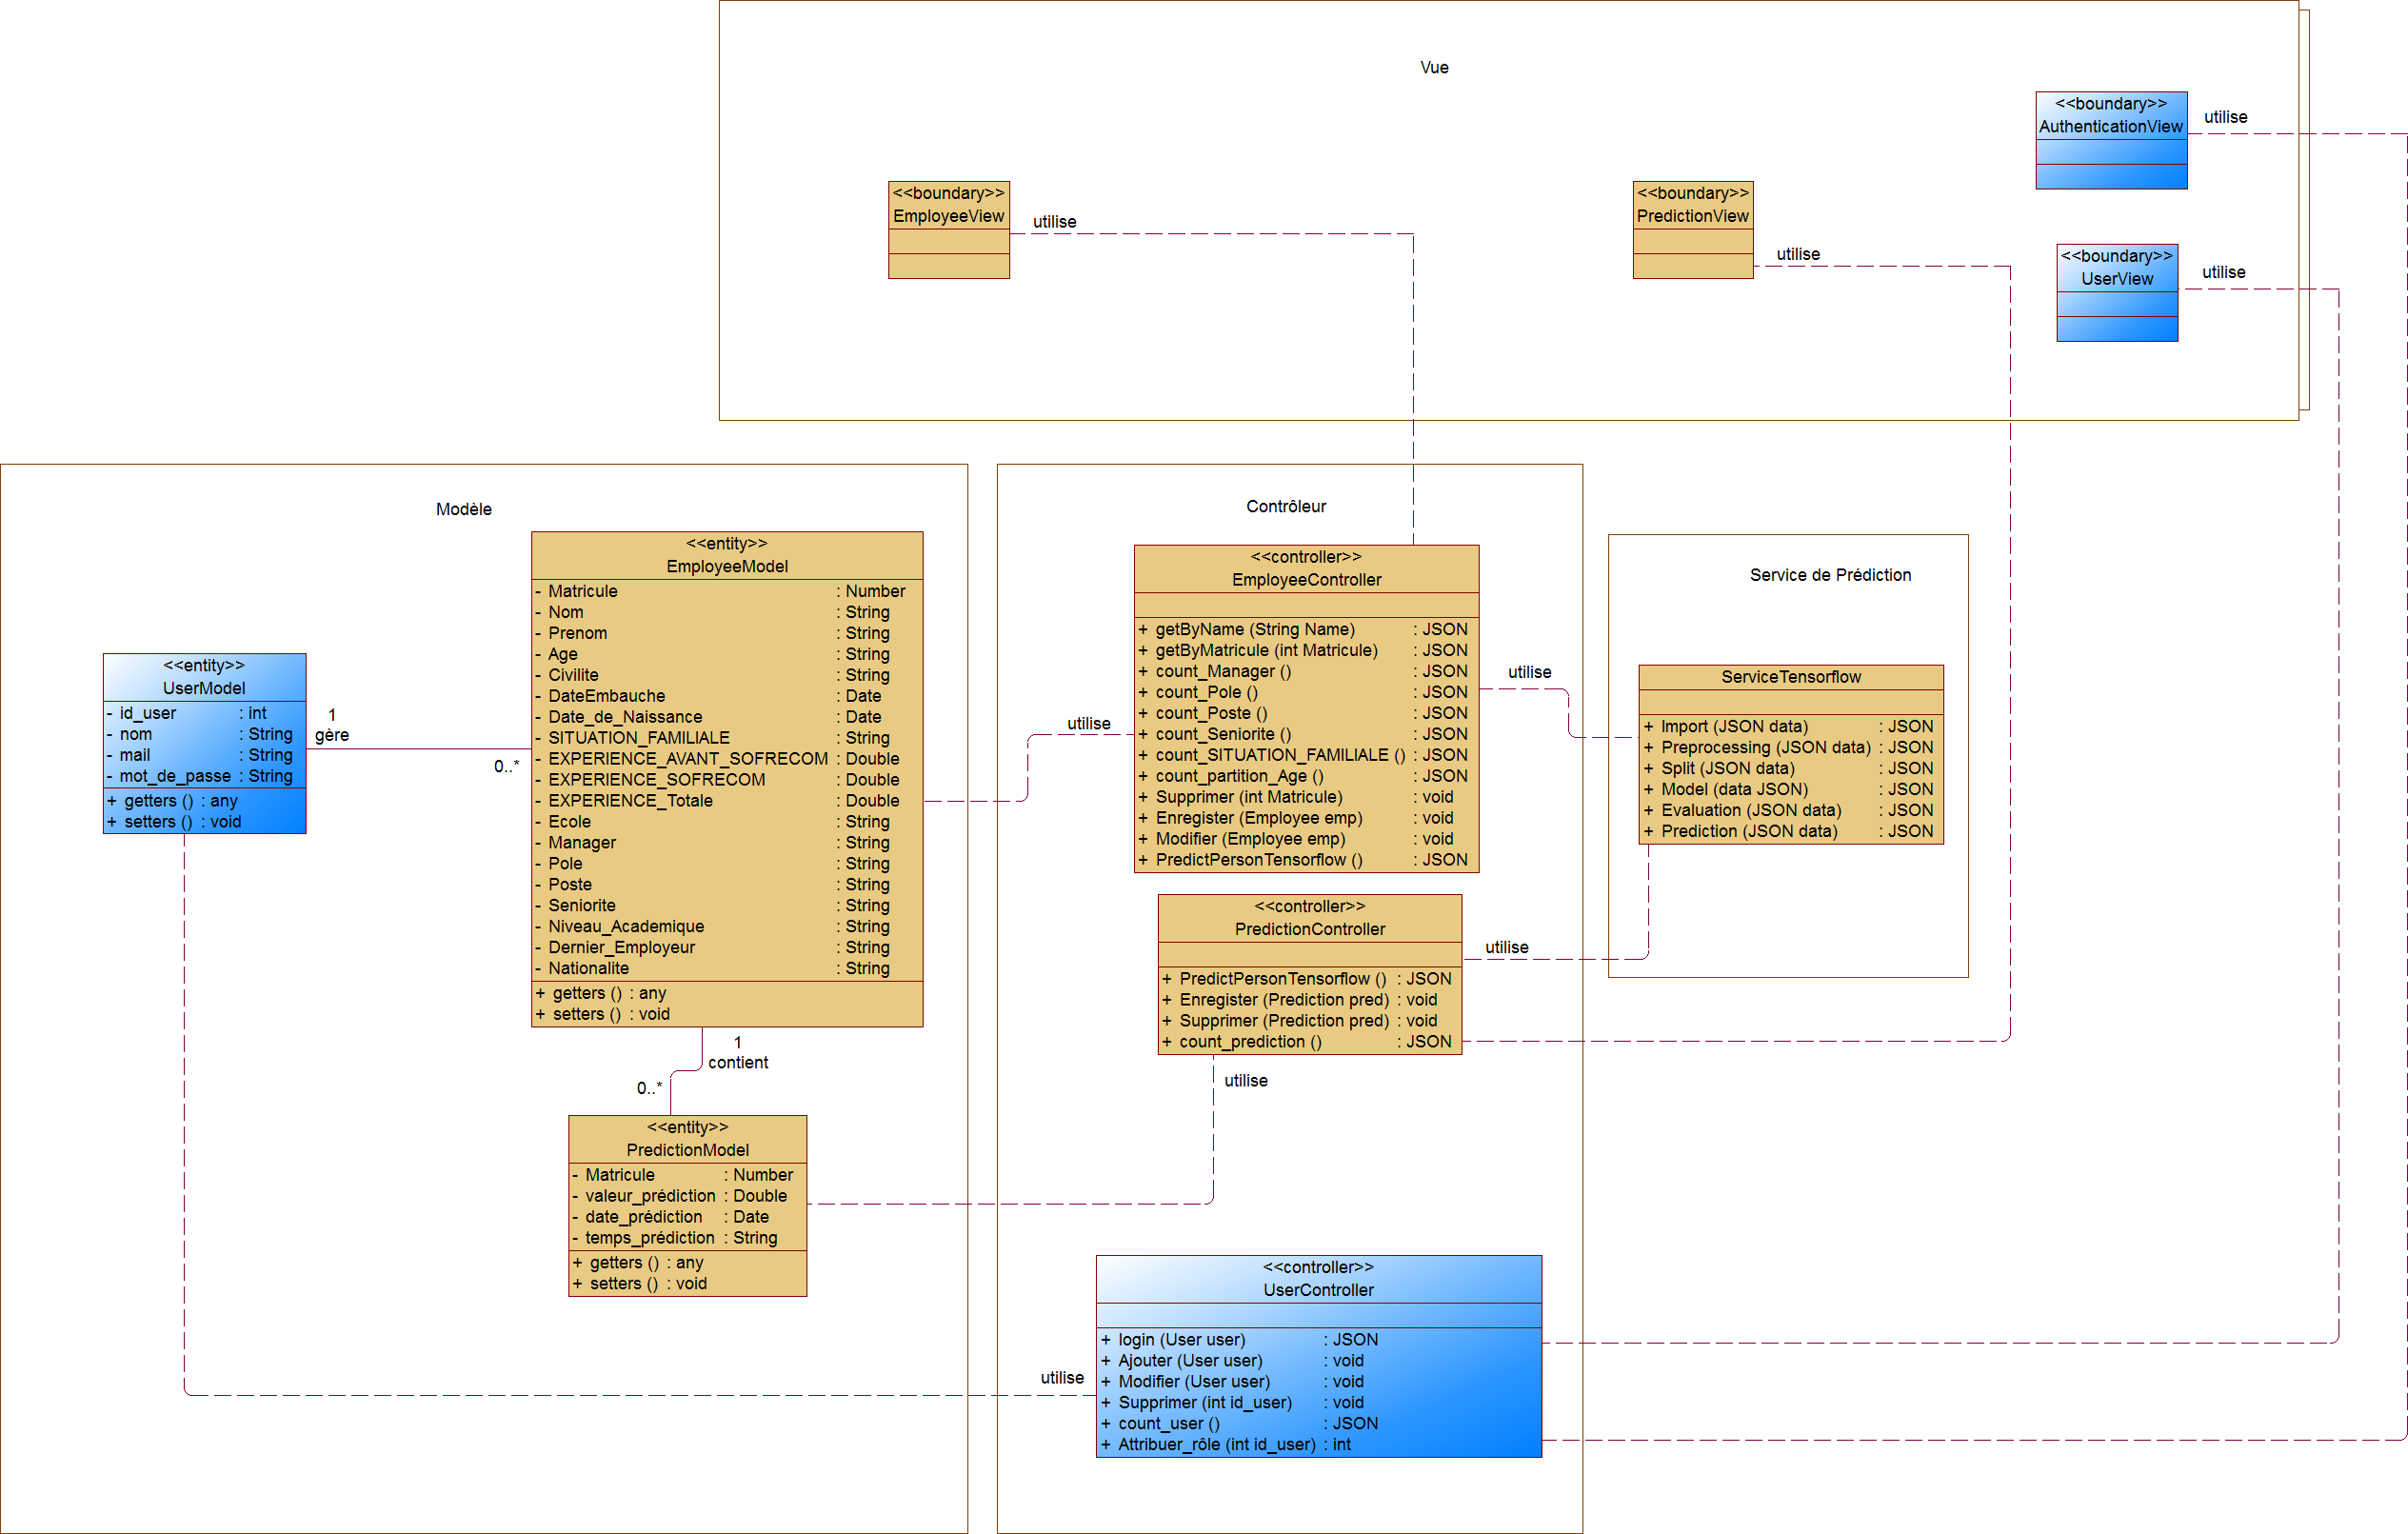 Vue
<<boundary>>
AuthenticationView
utilise
<<boundary>>
EmployeeView
utilise
<<boundary>>
PredictionView
utilise
<<boundary>>
UserView
utilise
Modèle
<<entity>>
UserModel
- id_user : int
- nom : String
- mail : String
- mot_de_passe : String
+ getters () : any
+ setters () : void
1
gère
0..*
<<entity>>
EmployeeModel
- Matricule : Number
- Nom : String
- Prenom : String
- Age : String
- Civilite : String
- DateEmbauche : Date
- Date_de_Naissance : Date
- SITUATION_FAMILIALE : String
- EXPERIENCE_AVANT_SOFRECOM : Double
- EXPERIENCE_SOFRECOM : Double
- EXPERIENCE_Totale : Double
- Ecole : String
- Manager : String
- Pole : String
- Poste : String
- Seniorite : String
- Niveau_Academique : String
- Dernier_Employeur : String
- Nationalite : String
+ getters () : any
+ setters () : void
1
contient
0..*
<<entity>>
PredictionModel
- Matricule : Number
- valeur_prédiction : Double
- date_prédiction : Date
- temps_prédiction : String
+ getters () : any
+ setters () : void
Contrôleur
utilise
<<controller>>
EmployeeController
+ getByName (String Name) : JSON
+ getByMatricule (int Matricule) : JSON
+ count_Manager () : JSON
+ count_Pole () : JSON
+ count_Poste () : JSON
+ count_Seniorite () : JSON
+ count_SITUATION_FAMILIALE () : JSON
+ count_partition_Age () : JSON
+ Supprimer (int Matricule) : void
+ Enregister (Employee emp) : void
+ Modifier (Employee emp) : void
+ PredictPersonTensorflow () : JSON
utilise
<<controller>>
PredictionController
+ PredictPersonTensorflow () : JSON
+ Enregister (Prediction pred) : void
+ Supprimer (Prediction pred) : void
+ count_prediction () : JSON
utilise
utilise
<<controller>>
UserController
+ login (User user) : JSON
+ Ajouter (User user) : void
+ Modifier (User user) : void
+ Supprimer (int id_user) : void
+ count_user () : JSON
+ Attribuer_rôle (int id_user) : int
utilise
Service de Prédiction
ServiceTensorflow
+ Import (JSON data) : JSON
+ Preprocessing (JSON data) : JSON
+ Split (JSON data) : JSON
+ Model (data JSON) : JSON
+ Evaluation (JSON data) : JSON
+ Prediction (JSON data) : JSON